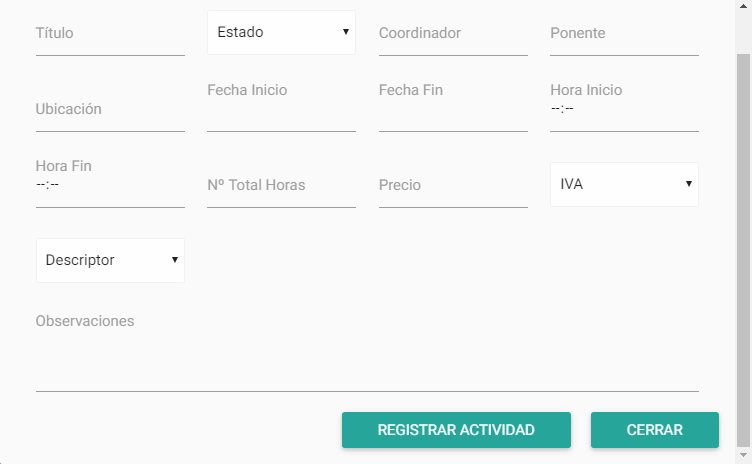 Título
Estado
Coordinador
Ponente
Ubicación
Fecha Inicio
Fecha Fin
Hora Inicio
--:--
Hora Fin
--:--
Nº Total Horas
Precio
IVA
Descriptor
Observaciones
REGISTRAR ACTIVIDAD
CERRAR